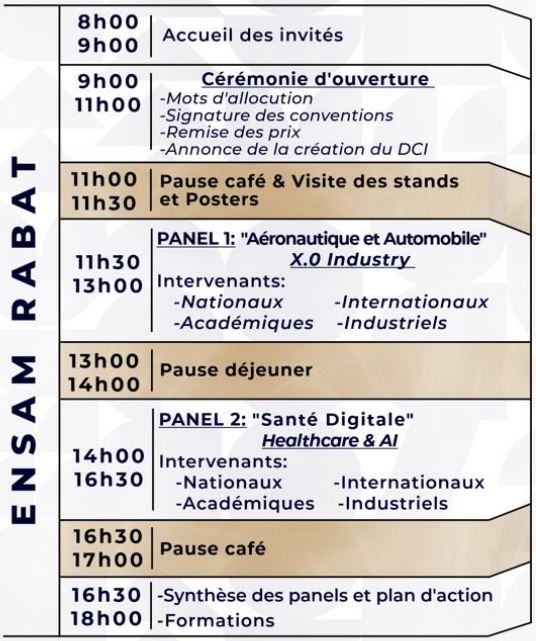 ENSAM RABAT
8h00
9h00
Accueil des invités
9h00
11h00
Cérémonie d'ouverture
-Mots d'allocution
-Signature des conventions
-Remise des prix
-Annonce de la création du DCI
11h00
11h30
Pause café & Visite des stands
et Posters
11h30
13h00
PANEL 1: "Aéronautique et Automobile"
X.0 Industry
Intervenants:
-Nationaux -Internationaux
-Académiques -Industriels
13h00
14h00
Pause déjeuner
14h00
16h30
PANEL 2: "Santé Digitale"
Healthcare & AI
Intervenants:
-Nationaux -Internationaux
-Académiques -Industriels
16h30
17h00
Pause café
16h30
18h00
-Synthèse des panels et plan d'action
-Formations